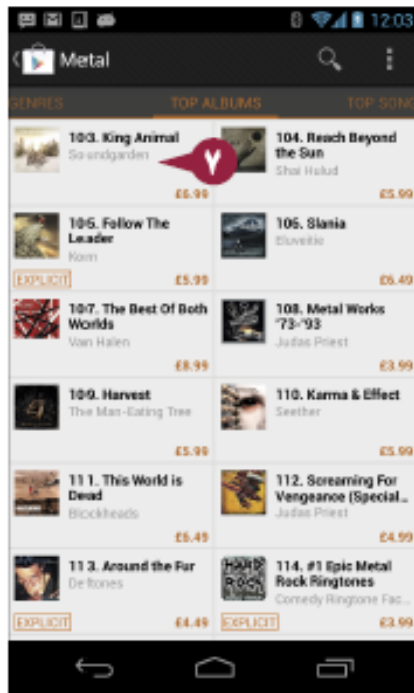 12:03
Metal
GENRES TOP ALBUMS TOP SONG
103. King Animal
Soundgarden
£6.99
104. Reach Beyond
the Sun
Shai Hulud
£5.99
105. Follow The
Leader
Korn
EXPLICIT £5.99
106. Slania
Eluveitie
£6.49
107. The Best Of Both
Worlds
Van Halen
£8.99
108. Metal Works
'73-'93
Judas Priest
£3.99
109. Harvest
The Man-Eating Tree
£5.99
110. Karma & Effect
Seether
£5.99
111. This World is
Dead
Blockheads
£6.49
112. Screaming For
Vengeance (Special...
Judas Priest
£4.99
113. Around the Fur
Deftones
EXPLICIT £4.49
HARD
ROCK
114. #1 Epic Metal
Rock Ringtones
Comedy Ringtone Fac...
EXPLICIT £3.99
٧